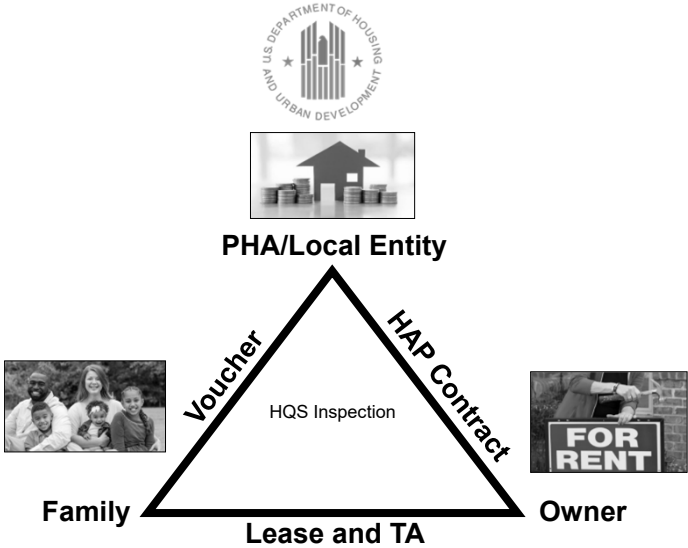 U.S. DEPARTMENT OF HOUSING
AND URBAN DEVELOPMENT
PHA/Local Entity
Voucher
HAP Contract
HQS Inspection
FOR
RENT
Family
Owner
Lease and TA